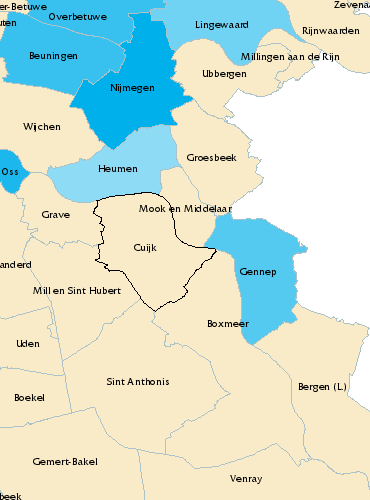 er-Betuwe
Zevena
Overbetuwe
uten
Lingewaard
Rijnwaarden
Beuningen
Millingen aan de Rijn
Ubbergen
Nijmegen
Wijchen
Groesbeek
Heumen
Oss
Mook en Middelaar
Grave
Cuijk
anderd
Gennep
Mill en Sint Hubert
Boxmeer
Uden
Sint Anthonis
Bergen (L.)
Boekel
Gemert-Bakel
Venray
beek